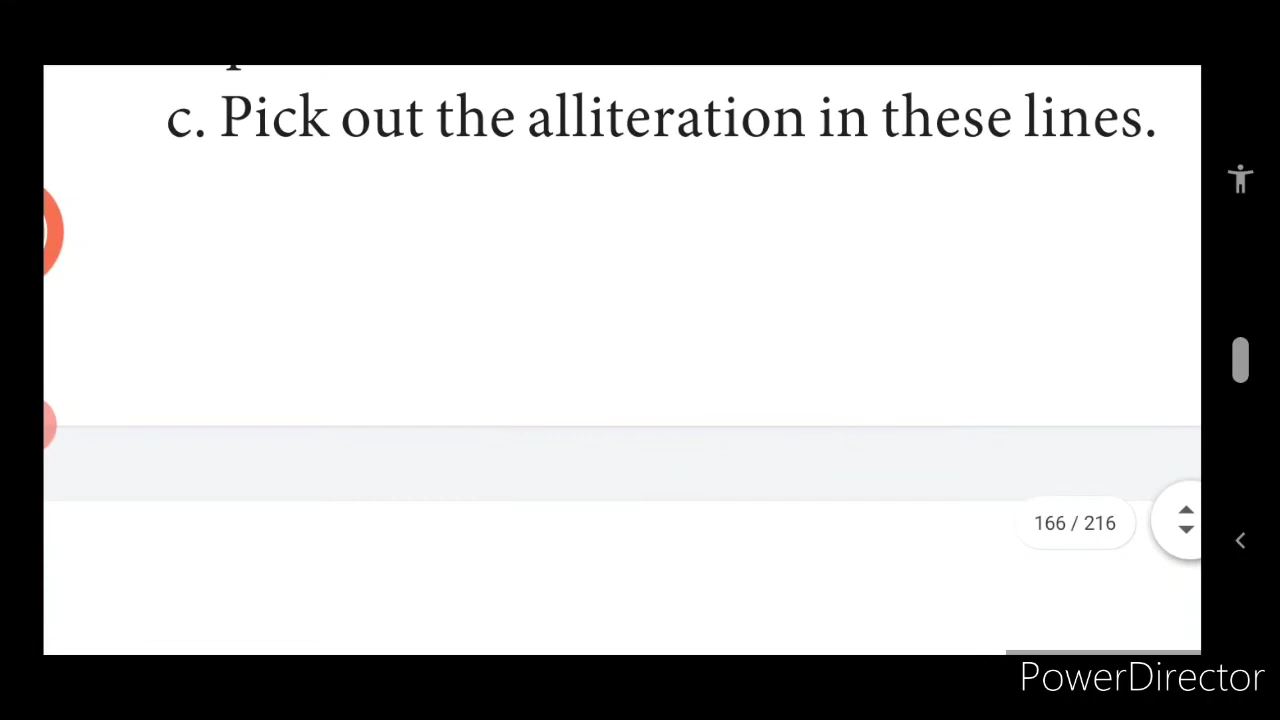 c. Pick out the alliteration in these lines.
166 / 216
PowerDirector